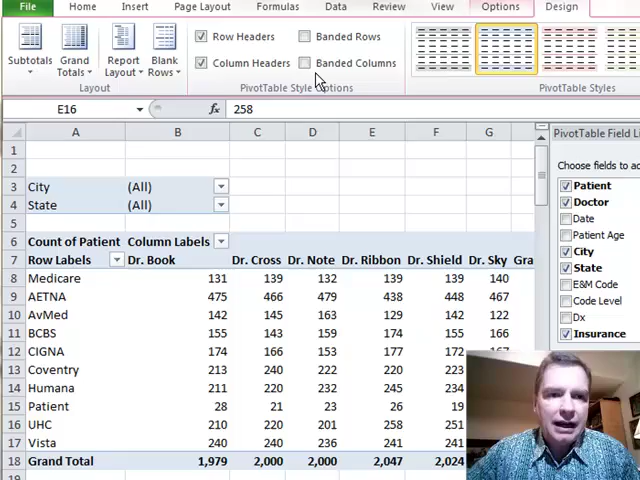 File Home Insert Page Layout Formulas Data Review View Options Design
Row Headers Banded Rows
Subtotals Grand Totals Report Layout Blank Rows
Column Headers Banded Columns
Layout PivotTable Style Options PivotTable Styles
E16 fx 258
A B C D E F G
PivotTable Field Li
Choose fields to ad
Patient
Doctor
Date
Patient Age
City
State
E&M Code
Code Level
Dx
Insurance
1
2
3 City (All)
4 State (All)
5
6 Count of Patient Column Labels
7 Row Labels Dr. Book Dr. Cross Dr. Note Dr. Ribbon Dr. Shield Dr. Sky Gra
8 Medicare 131 139 132 139 139 140
9 AETNA 475 466 479 438 448 467
10 AvMed 142 145 163 129 142 122
11 BCBS 155 143 159 174 155 166
12 CIGNA 174 166 153 177 172 167
13 Coventry 213 240 222 220 223
14 Humana 211 220 232 245 234
15 Patient 28 21 23 26 19
16 UHC 210 220 201 258 251
17 Vista 240 240 236 241 241
18 Grand Total 1,979 2,000 2,000 2,047 2,024
19